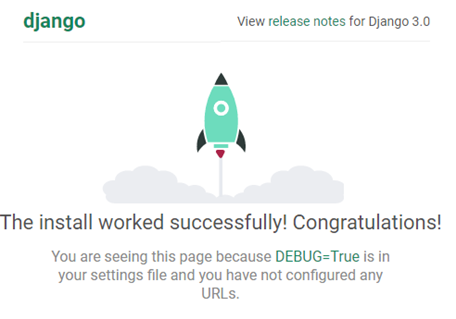 django
View release notes for Django 3.0
The install worked successfully! Congratulations!
You are seeing this page because DEBUG=True is in
your settings file and you have not configured any
URLs.